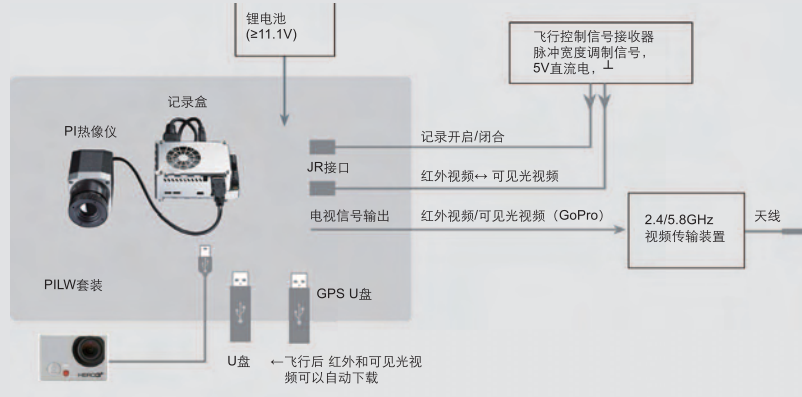 锂电池
(≥11.1V)
飞行控制信号接收器
脉冲宽度调制信号，
5V直流电，⊥
记录盒
PI热像仪
记录开启/闭合
JR接口
红外视频↔ 可见光视频
电视信号输出
红外视频/可见光视频（GoPro）
2.4/5.8GHz
视频传输装置
天线
PILW套装
GPS U盘
U盘
←飞行后 红外和可见光视
频可以自动下载
HERO